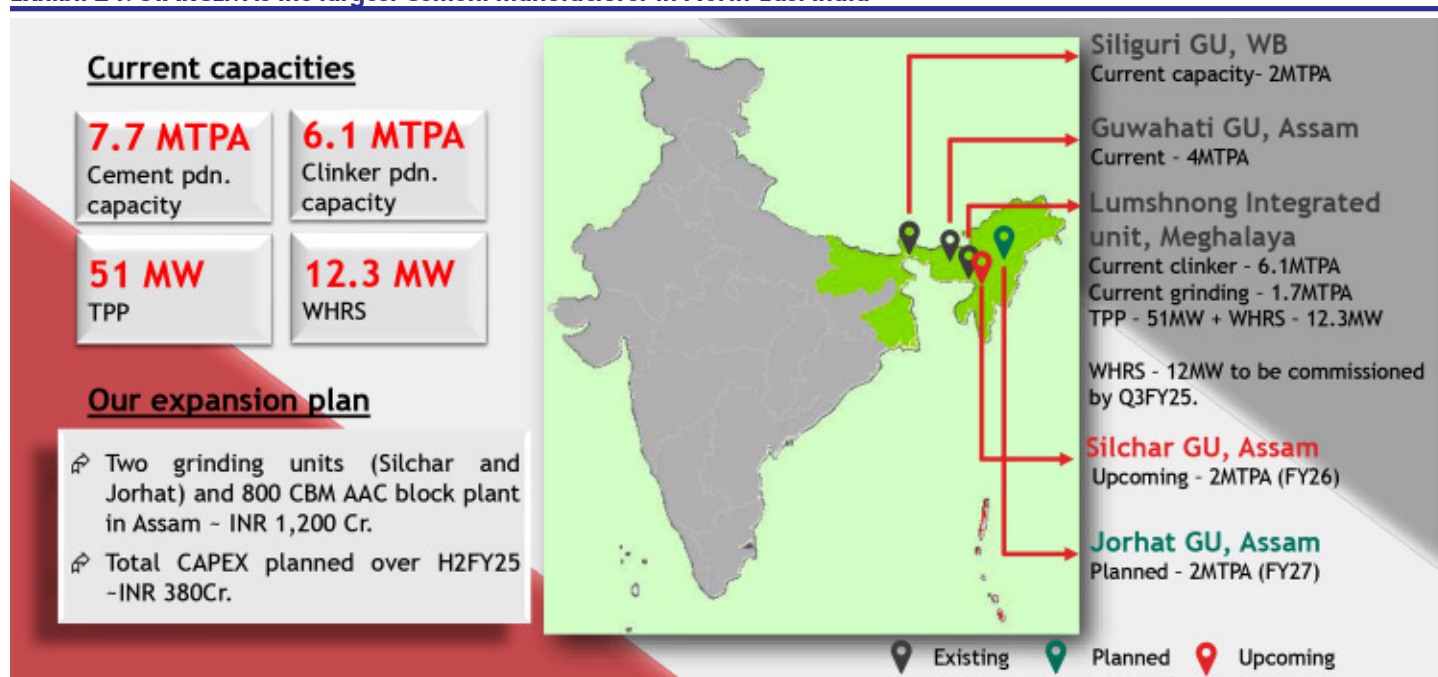 Current capacities
7.7 MTPA
Cement pdn.
capacity
6.1 MTPA
Clinker pdn.
capacity
51 MW
TPP
12.3 MW
WHRS
Our expansion plan
Two grinding units (Silchar and
Jorhat) and 800 CBM AAC block plant
in Assam ~ INR 1,200 Cr.
Total CAPEX planned over H2FY25
~INR 380Cr.
Siliguri GU, WB
Current capacity- 2MTPA
Guwahati GU, Assam
Current - 4MTPA
Lumshnong Integrated
unit, Meghalaya
Current clinker - 6.1MTPA
Current grinding - 1.7MTPA
TPP - 51MW + WHRS - 12.3MW
WHRS - 12MW to be commissioned
by Q3FY25.
Silchar GU, Assam
Upcoming - 2MTPA (FY26)
Jorhat GU, Assam
Planned - 2MTPA (FY27)
Existing
Planned
Upcoming